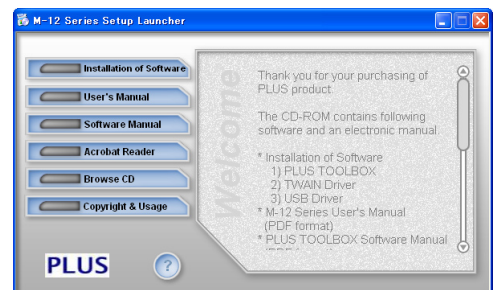 M-12 Series Setup Launcher
Installation of Software
User's Manual
Software Manual
Acrobat Reader
Browse CD
Copyright & Usage
PLUS
?
Welcome
Thank you for your purchasing of
PLUS product.
The CD-ROM contains following
software and an electronic manual.
* Installation of Software
1) PLUS TOOLBOX
2) TWAIN Driver
3) USB Driver
* M-12 Series User's Manual
(PDF format)
* PLUS TOOLBOX Software Manual